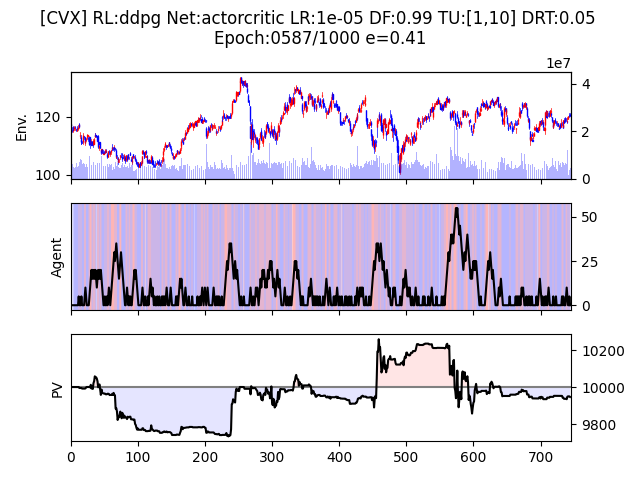 [CVX] RL:ddpg Net:actorcritic LR:1e-05 DF:0.99 TU:[1,10] DRT:0.05
Epoch:0587/1000 e=0.41
1e7
Env.
120
100
4
2
0
Agent
50
25
0
PV
10200
10000
9800
0 100 200 300 400 500 600 700